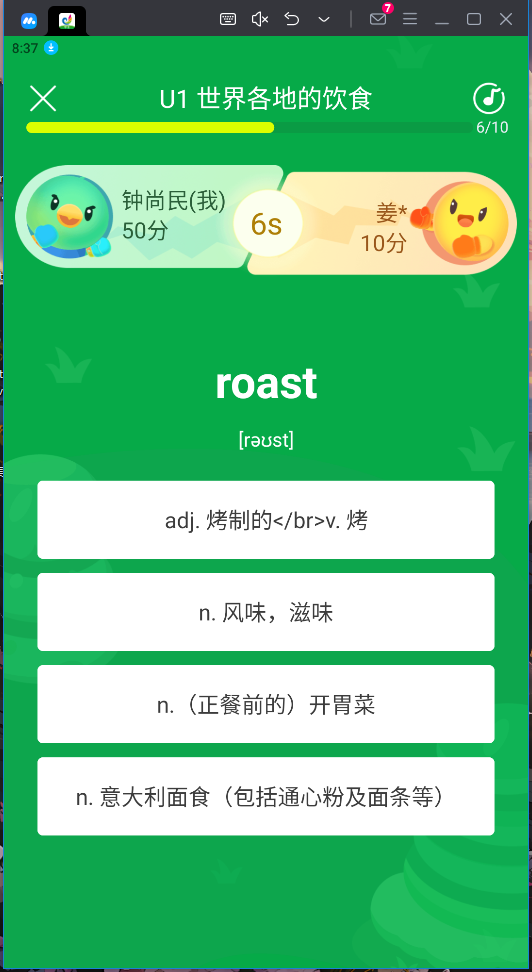 7
8:37
U1 世界各地的饮食
6/10
钟尚民(我)
50分
6s
姜*
10分
roast
[rəʊst]
adj. 烤制的</br>v. 烤
n. 风味，滋味
n.（正餐前的）开胃菜
n. 意大利面食（包括通心粉及面条等）